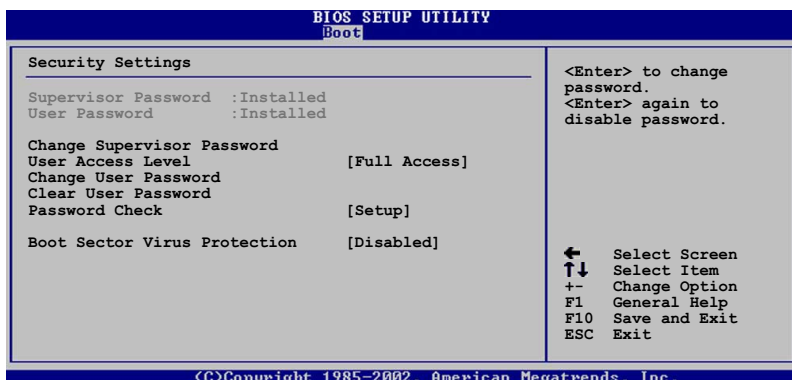 BIOS SETUP UTILITY
Boot
Security Settings
Supervisor Password :Installed
User Password :Installed
Change Supervisor Password
User Access Level [Full Access]
Change User Password
Clear User Password
Password Check [Setup]
Boot Sector Virus Protection [Disabled]
<Enter> to change
password.
<Enter> again to
disable password.
← Select Screen
↑↓ Select Item
+- Change Option
F1 General Help
F10 Save and Exit
ESC Exit
(C)Copyright 1985-2002, American Megatrends, Inc.